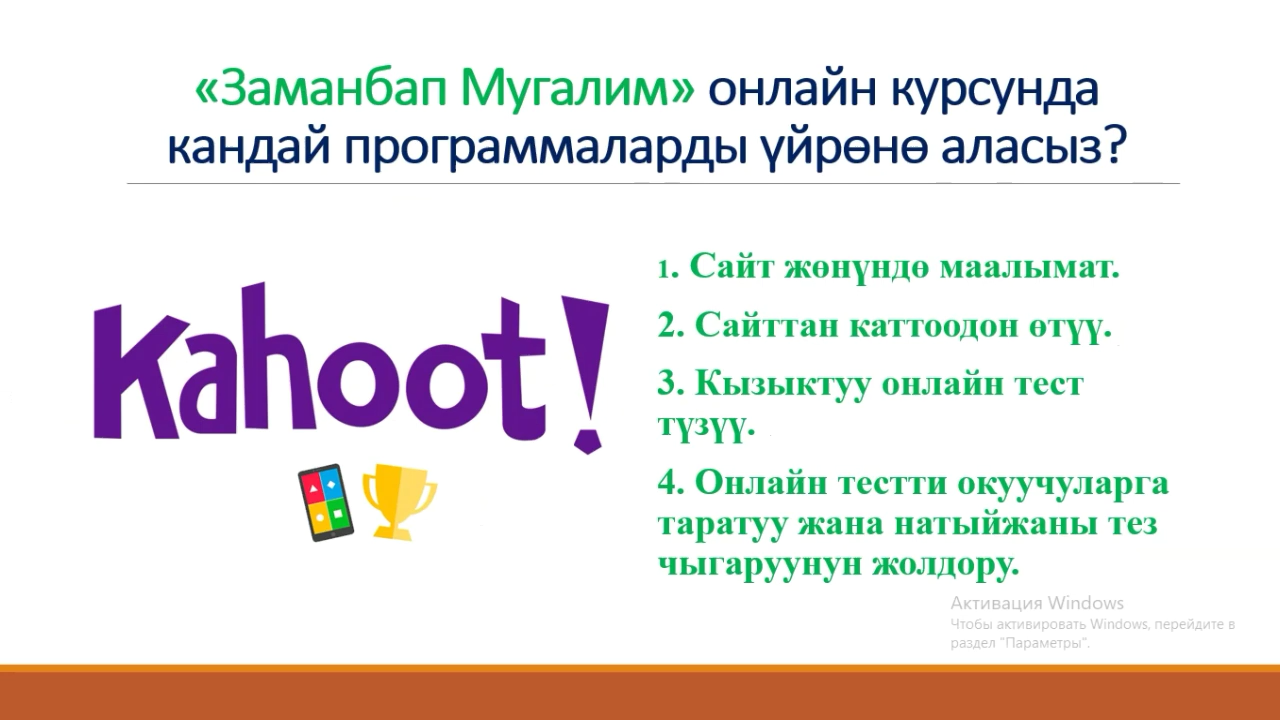 «Заманбап Мугалим» онлайн курсунда
кандай программаларды үйрөнө аласыз?
Kahoot!
1. Сайт жөнүндө маалымат.
2. Сайттан каттоодон өтүү.
3. Кызыктуу онлайн тест
түзүү.
4. Онлайн тестти окуучуларга
таратуу жана натыйжаны тез
чыгаруунун жолдору.
Активация Windows
Чтобы активировать Windows, перейдите в
раздел "Параметры".